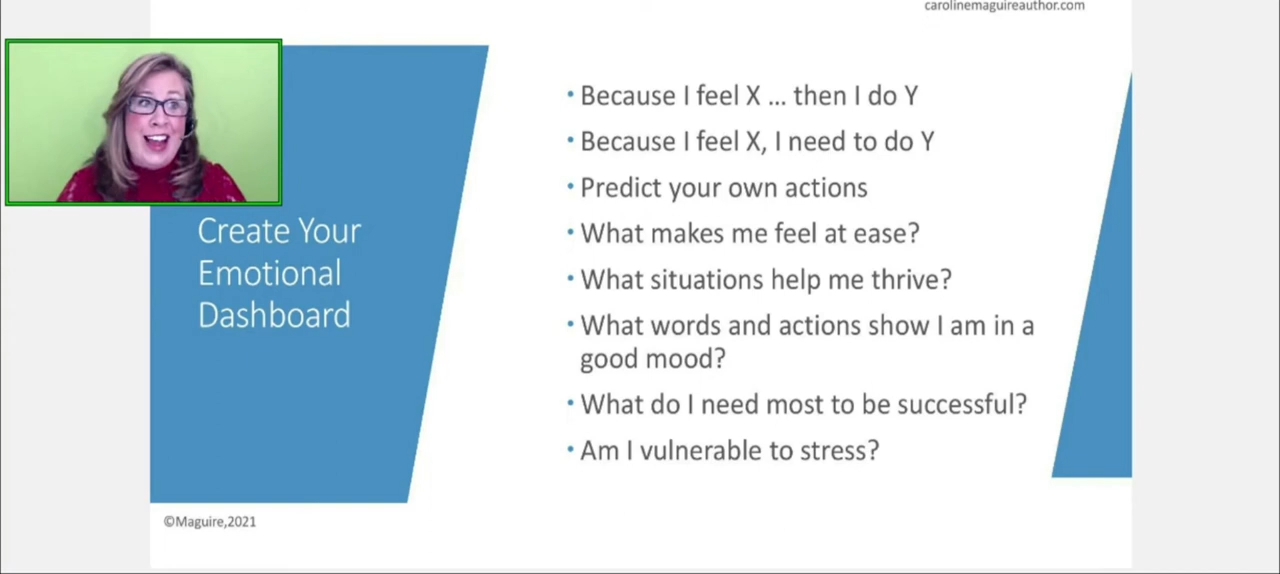 carolinemaguireauthor.com
Create Your
Emotional
Dashboard
• Because I feel X ... then I do Y
• Because I feel X, I need to do Y
• Predict your own actions
• What makes me feel at ease?
• What situations help me thrive?
• What words and actions show I am in a
good mood?
• What do I need most to be successful?
• Am I vulnerable to stress?
©Maguire,2021